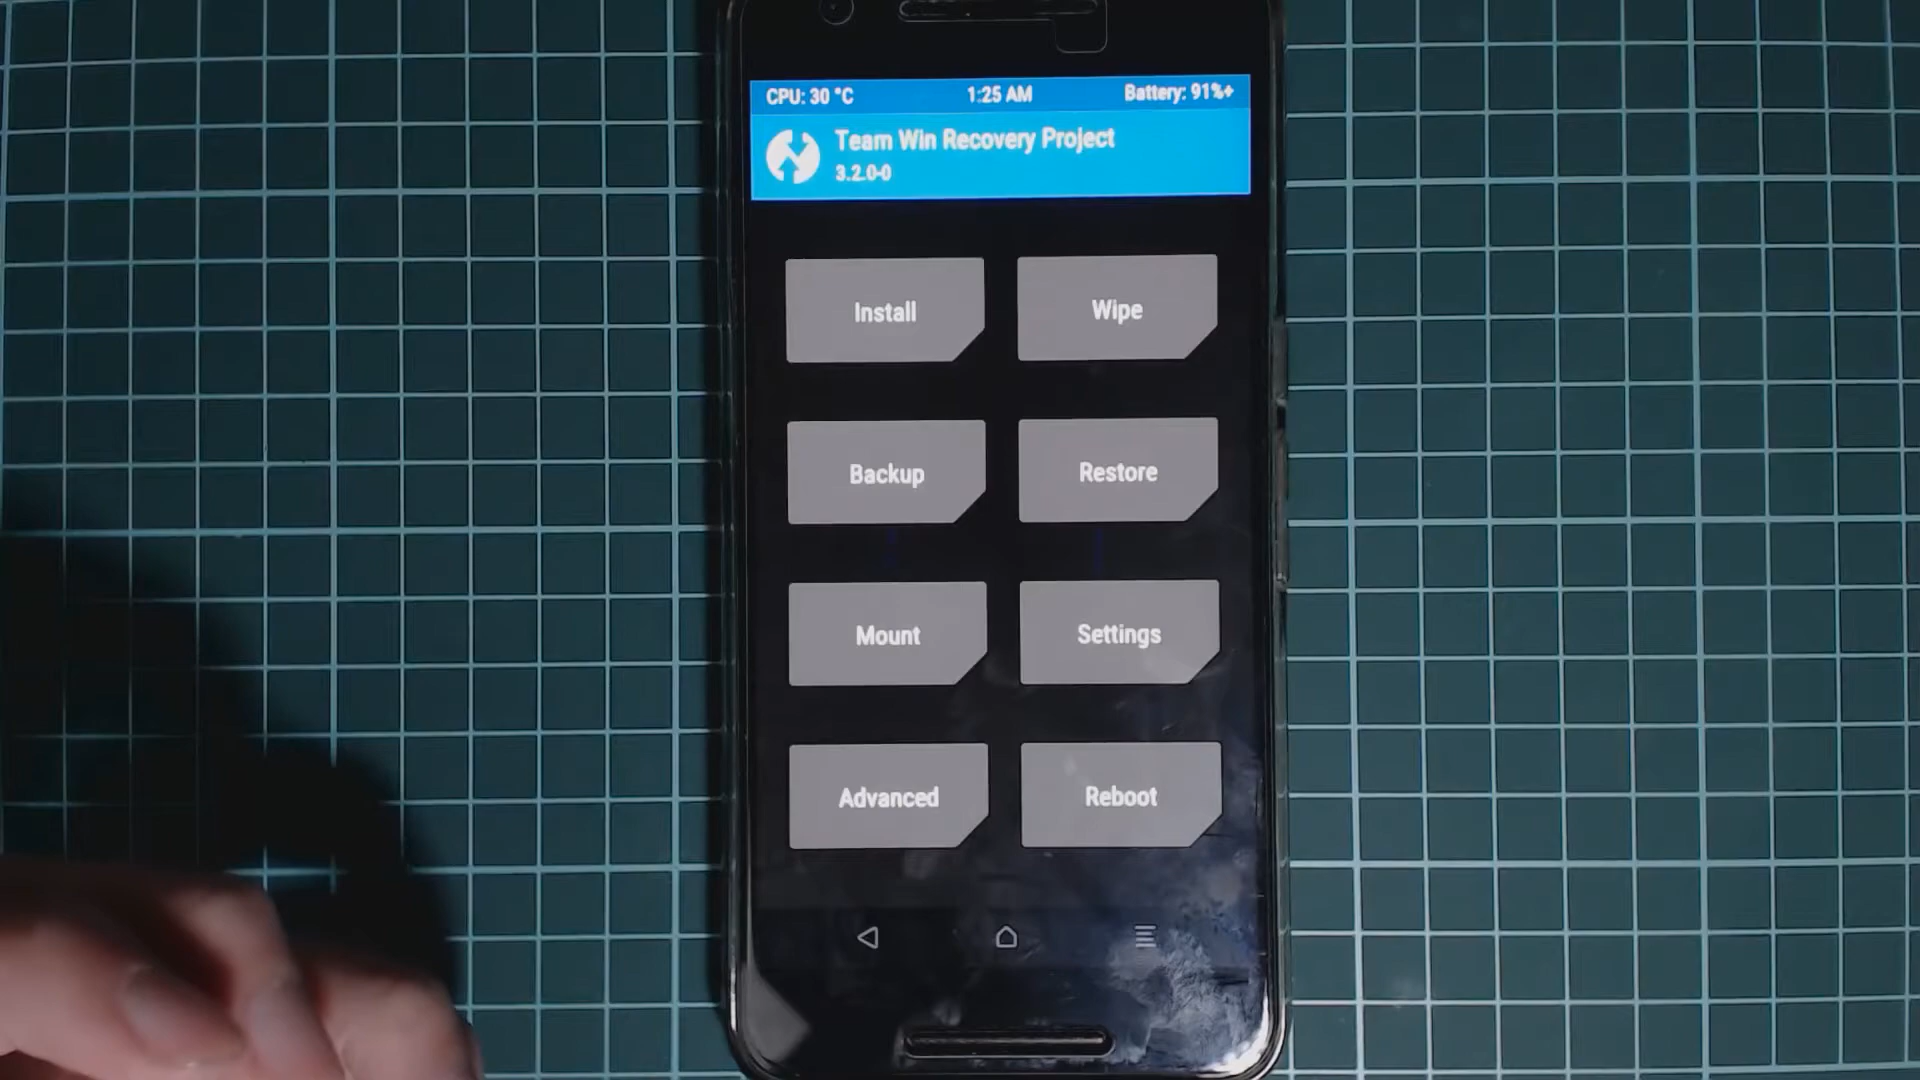 CPU: 30 °C 1:25 AM Battery: 91%+
Team Win Recovery Project
3.2.0-0
Install Wipe
Backup Restore
Mount Settings
Advanced Reboot